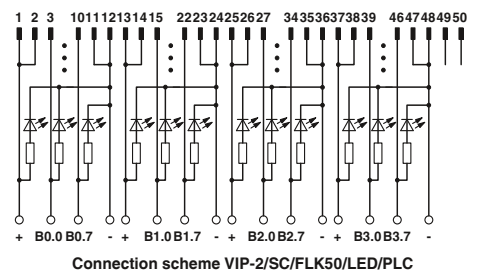 1 2 3 10 11 12 13 14 15 22 23 24 25 26 27 34 35 36 37 38 39 46 47 48 49 50
+ B0.0 B0.7 - + B1.0 B1.7 - + B2.0 B2.7 - + B3.0 B3.7 -
Connection scheme VIP-2/SC/FLK50/LED/PLC